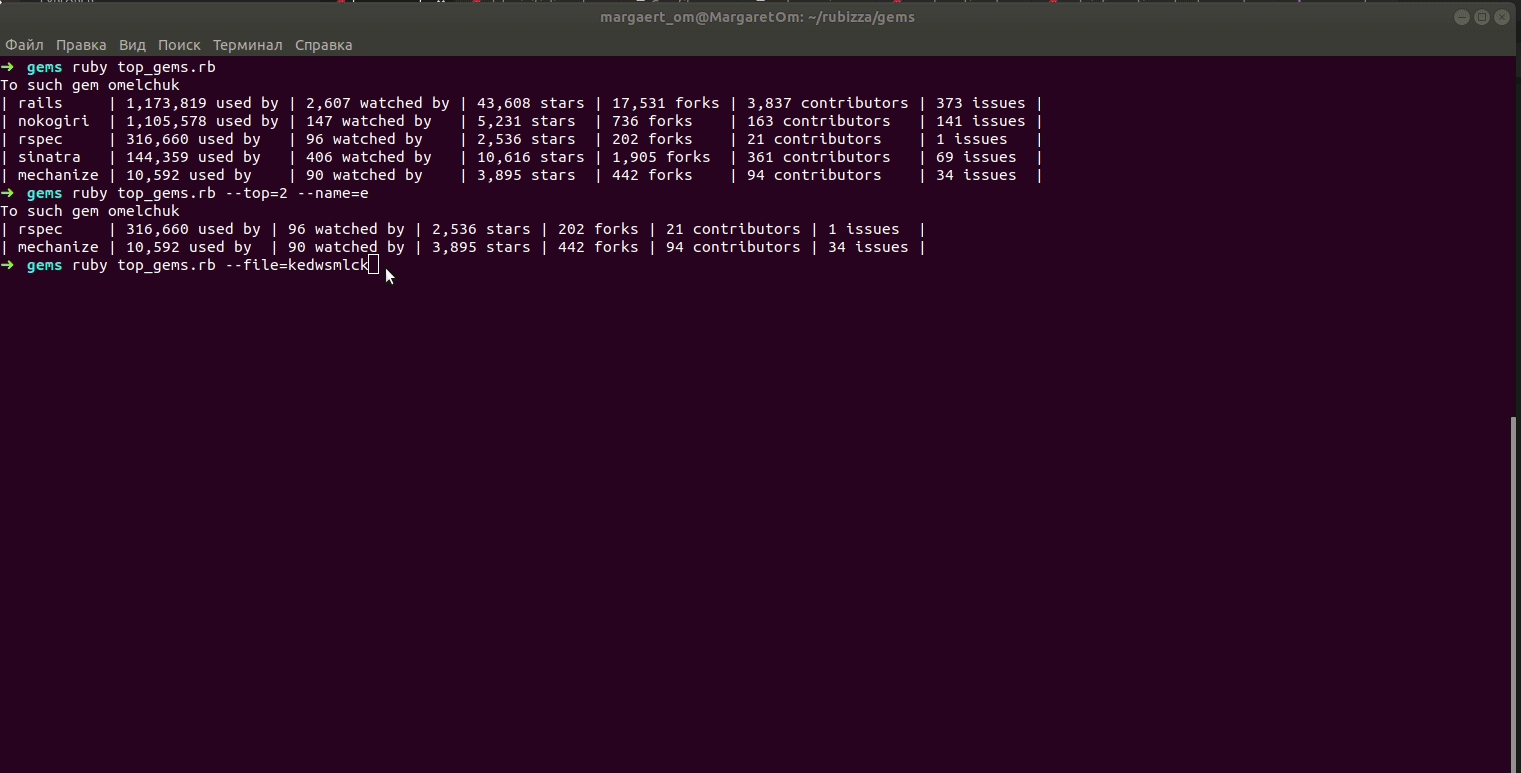 margaert_om@MargaretOm: ~/rubizza/gems
Файл Правка Вид Поиск Терминал Справка
➜ gems ruby top_gems.rb
To such gem omelchuk
| rails     | 1,173,819 used by | 2,607 watched by | 43,608 stars | 17,531 forks | 3,837 contributors | 373 issues |
| nokogiri  | 1,105,578 used by | 147 watched by   | 5,231 stars  | 736 forks    | 163 contributors   | 141 issues |
| rspec     | 316,660 used by   | 96 watched by    | 2,536 stars  | 202 forks    | 21 contributors    | 1 issues   |
| sinatra   | 144,359 used by   | 406 watched by   | 10,616 stars | 1,905 forks  | 361 contributors   | 69 issues  |
| mechanize | 10,592 used by    | 90 watched by    | 3,895 stars  | 442 forks    | 94 contributors    | 34 issues  |
➜ gems ruby top_gems.rb --top=2 --name=e
To such gem omelchuk
| rspec     | 316,660 used by | 96 watched by | 2,536 stars | 202 forks | 21 contributors | 1 issues  |
| mechanize | 10,592 used by  | 90 watched by | 3,895 stars | 442 forks | 94 contributors | 34 issues |
➜ gems ruby top_gems.rb --file=kedwsmlck